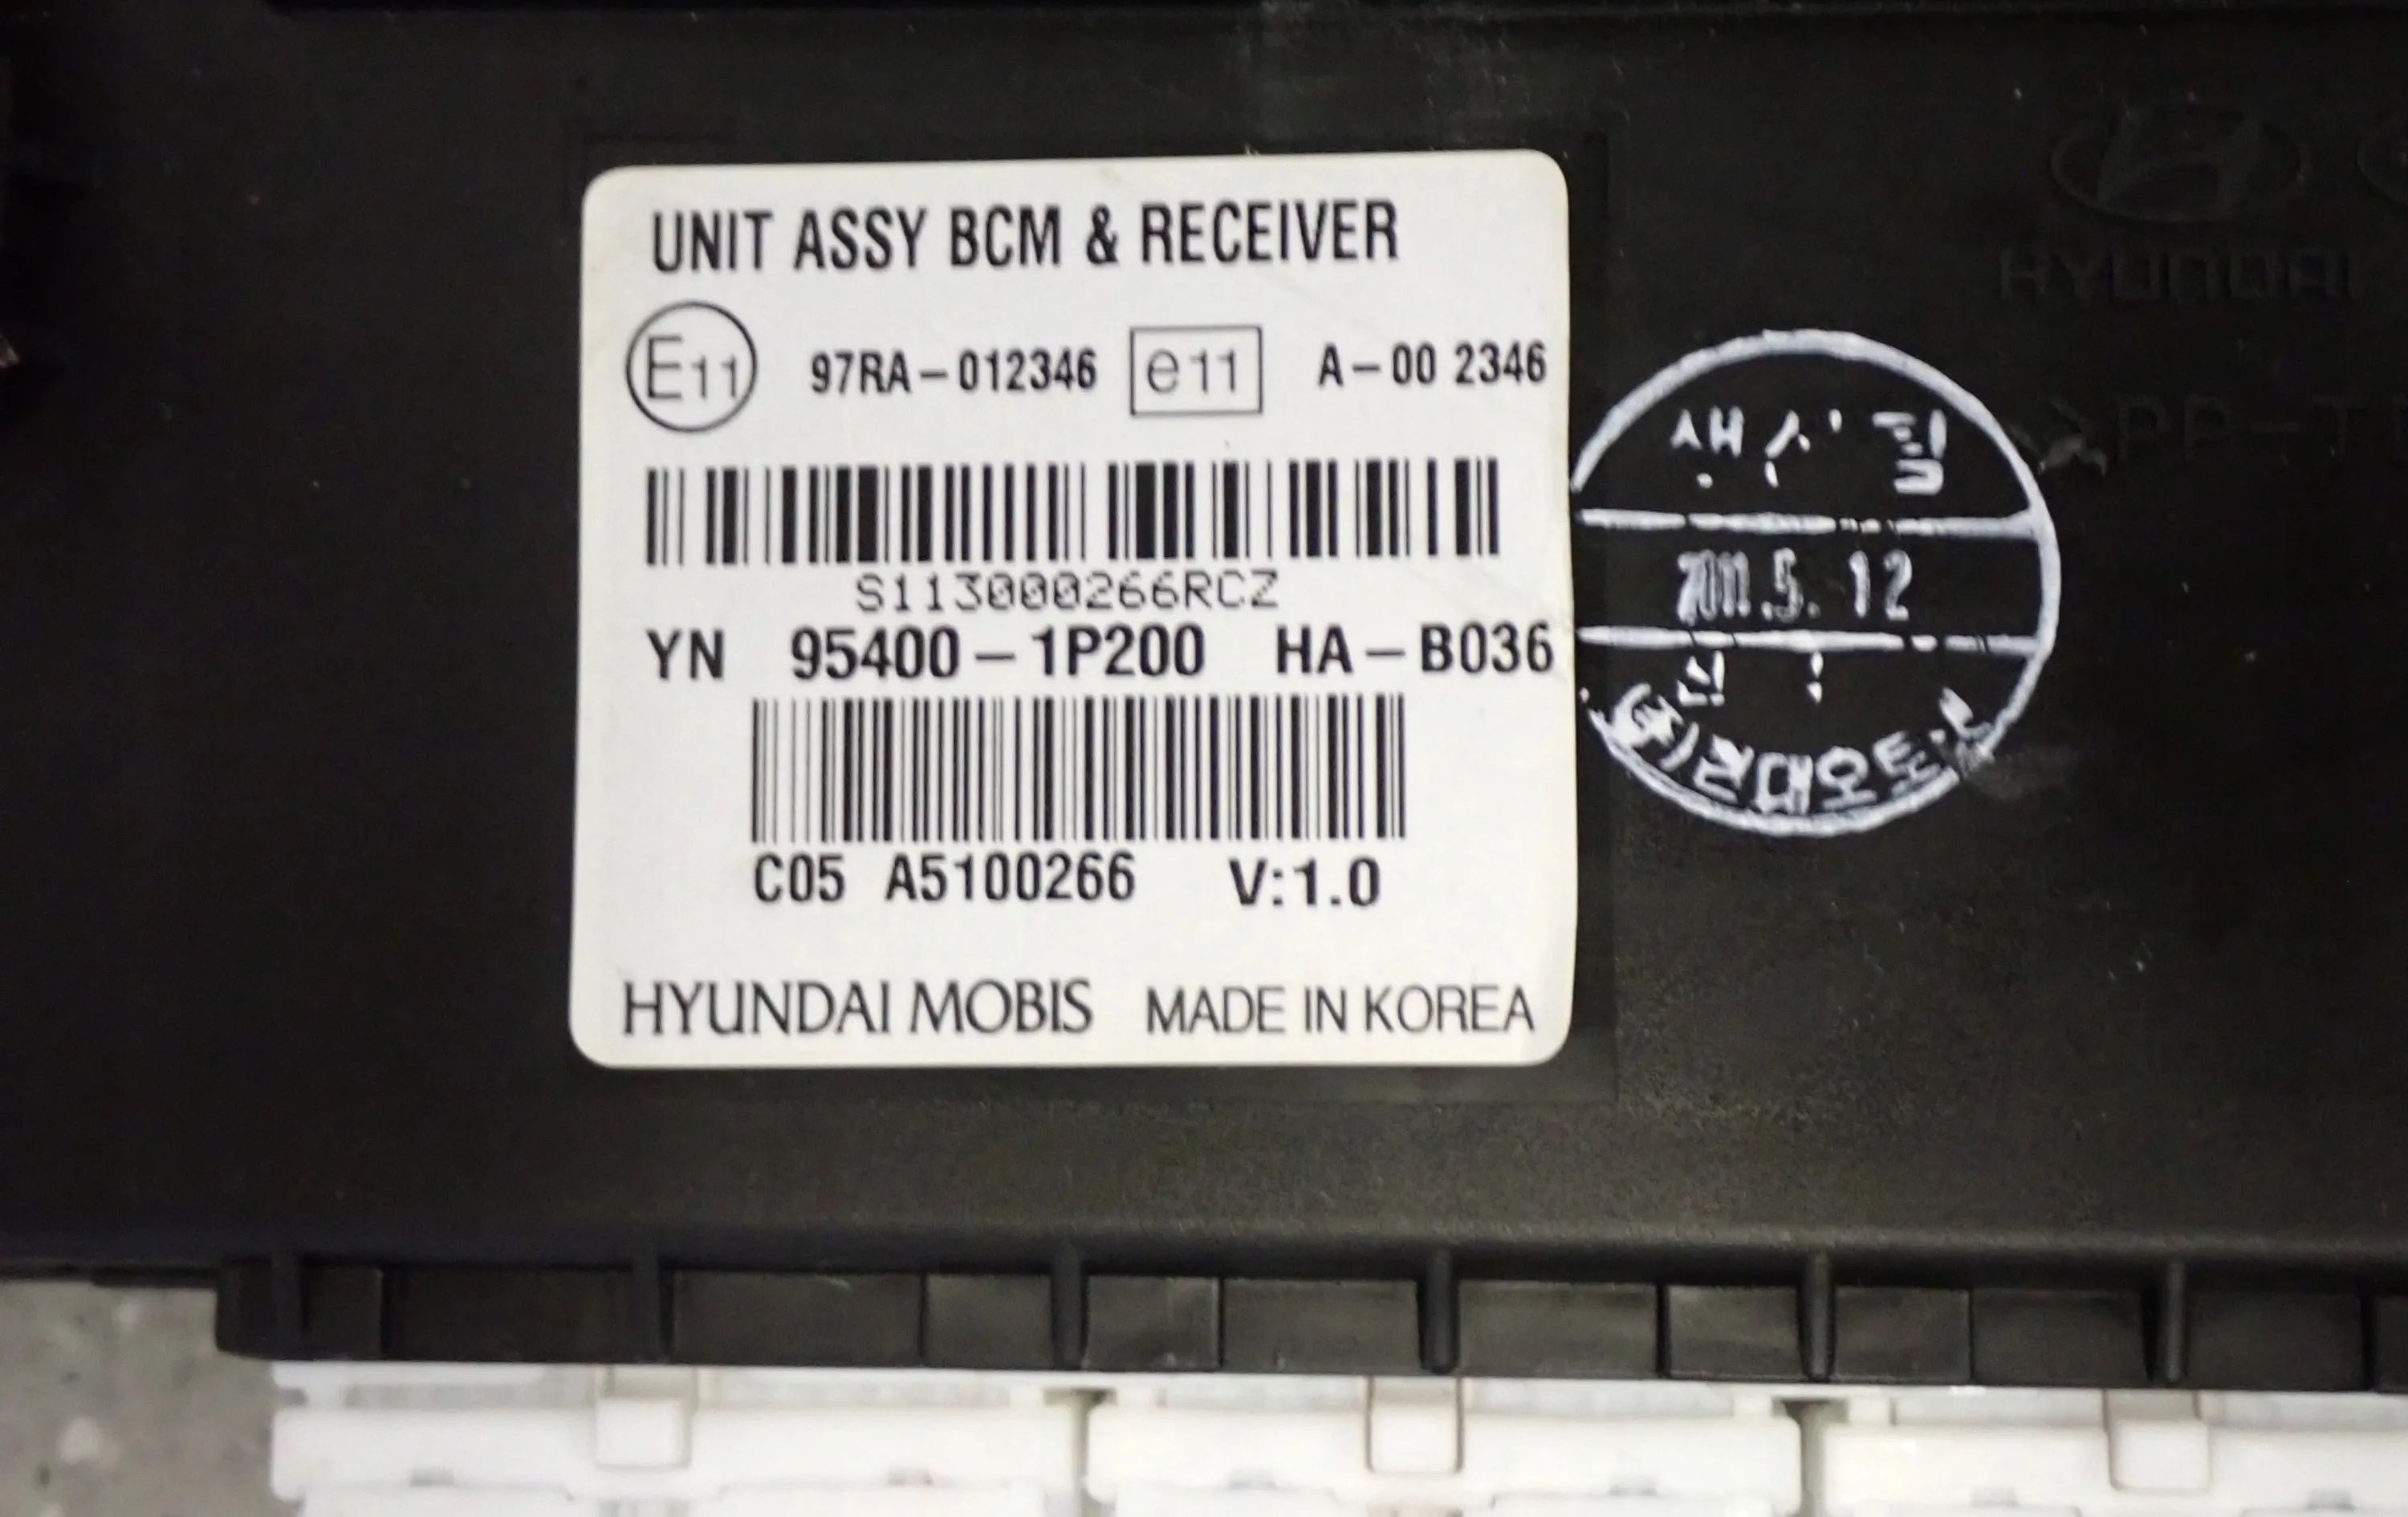 UNIT ASSY BCM & RECEIVER
E11 97RA-012346 e11 A-00 2346
S113000266RCZ
YN 95400-1P200 HA-B036
C05 A5100266 V:1.0
HYUNDAI MOBIS MADE IN KOREA
HYUNDAI
>PP-T
2011.5.12